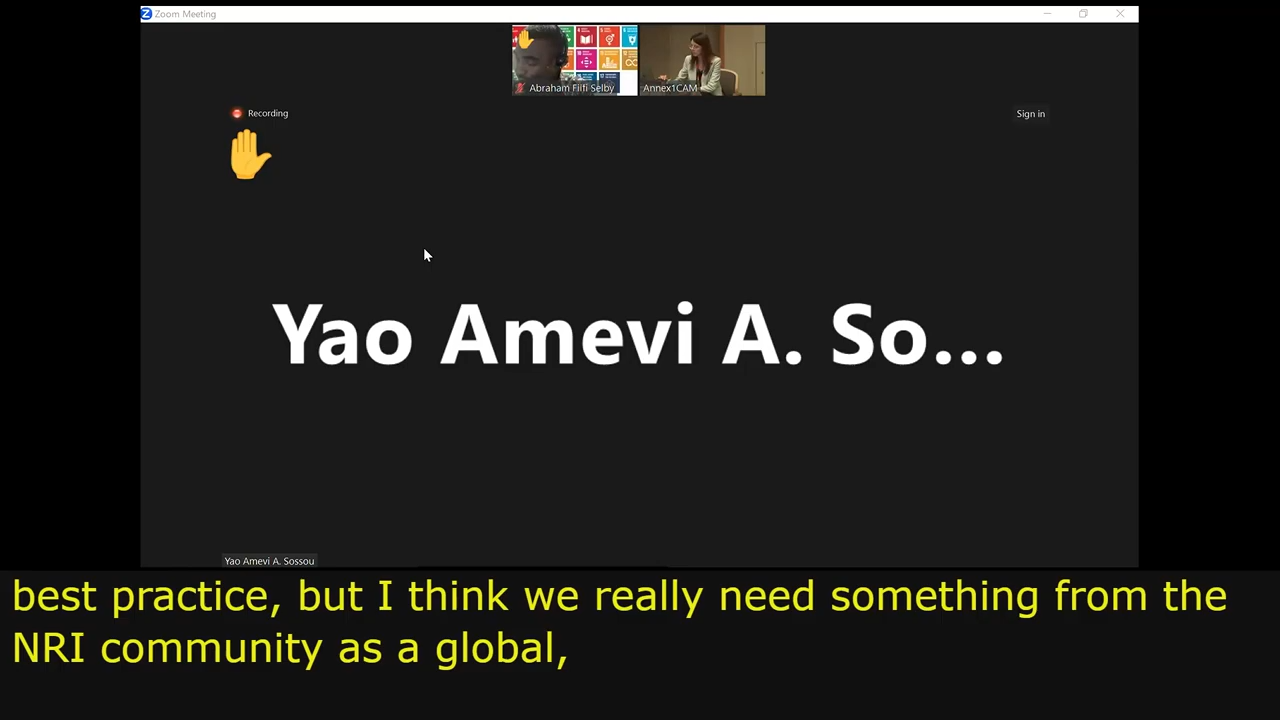 Zoom Meeting
Abraham Fiifi Selby
Annex1CAM
Recording
Sign in
Yao Amevi A. So...
Yao Amevi A. Sossou
best practice, but I think we really need something from the
NRI community as a global,